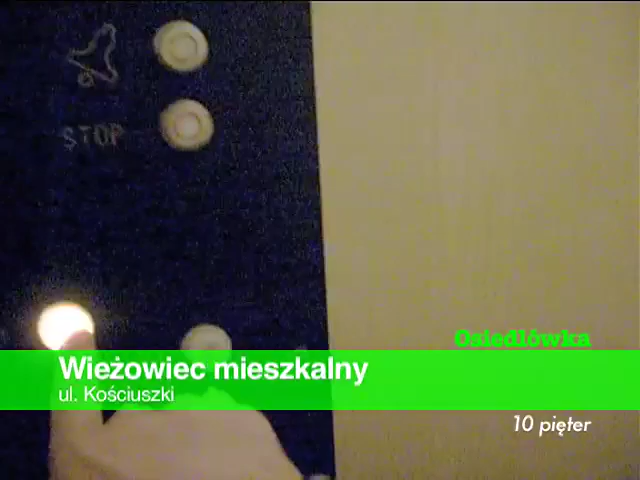 STOP
Osiedlówka
Wieżowiec mieszkalny
ul. Kościuszki
10 pięter